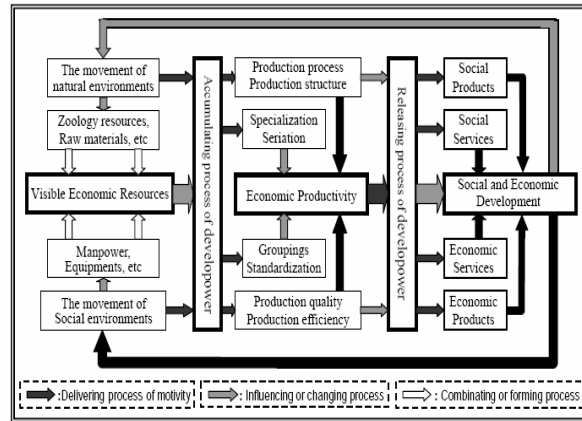 The movement of
natural environments
Zoology resources,
Raw materials, etc
Visible Economic Resources
Manpower,
Equipments, etc
The movement of
Social environments
Accumulating process of developower
Production process
Production structure
Specialization
Seriation
Economic Productivity
Groupings
Standardization
Production quality
Production efficiency
Releasing process of developower
Social
Products
Social
Services
Social and Economic
Development
Economic
Services
Economic
Products
:Delivering process of motivity
:Influencing or changing process
:Combinating or forming process